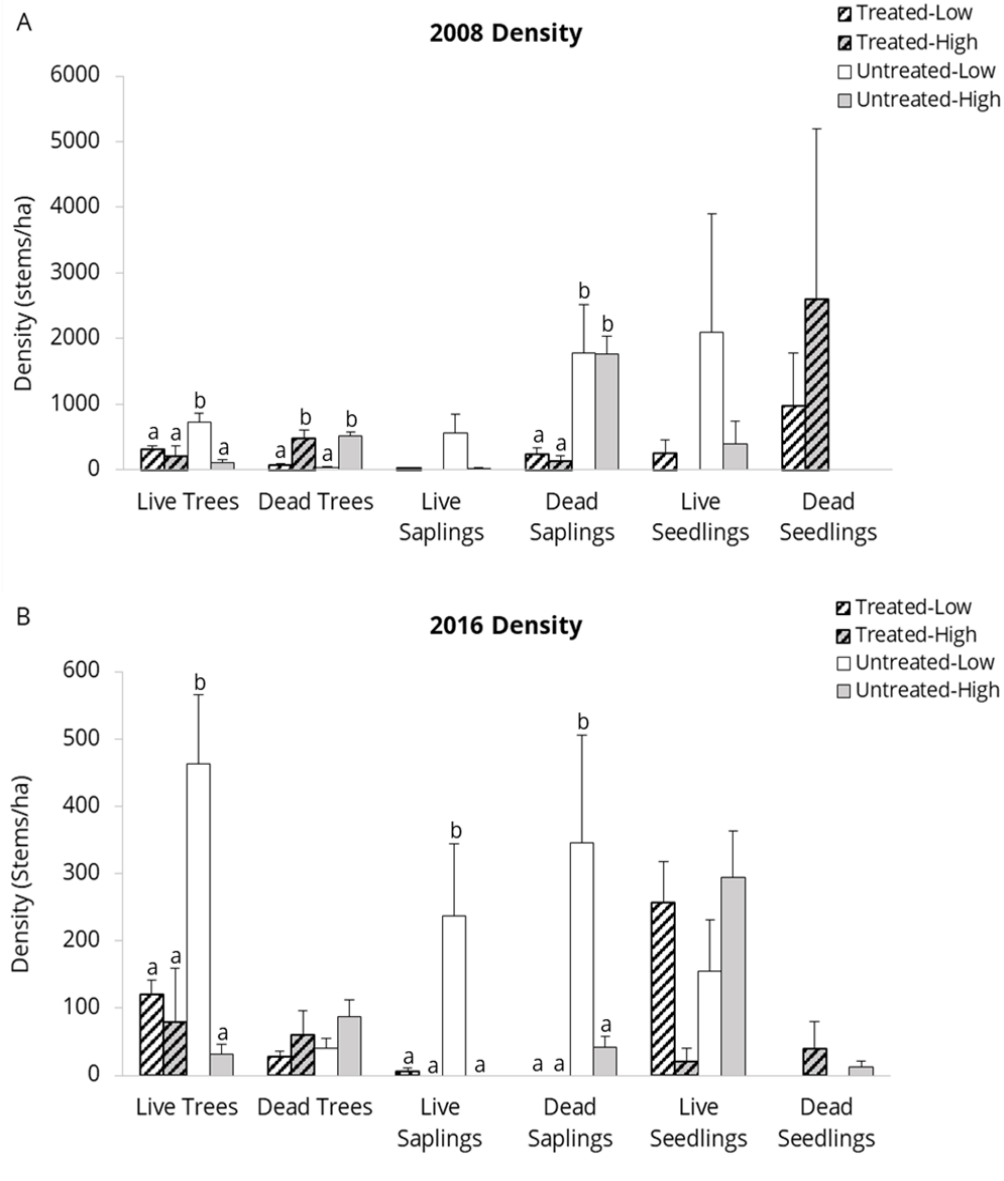 A
2008 Density
Treated-Low
Treated-High
Untreated-Low
Untreated-High
Density (stems/ha)
6000
5000
4000
3000
2000
1000
0
a a b a
a b a b
a a b b
Live Trees
Dead Trees
Live
Saplings
Dead
Saplings
Live
Seedlings
Dead
Seedlings
B
2016 Density
Treated-Low
Treated-High
Untreated-Low
Untreated-High
Density (Stems/ha)
600
500
400
300
200
100
0
a a b a
a a b a
a a b a
Live Trees
Dead Trees
Live
Saplings
Dead
Saplings
Live
Seedlings
Dead
Seedlings